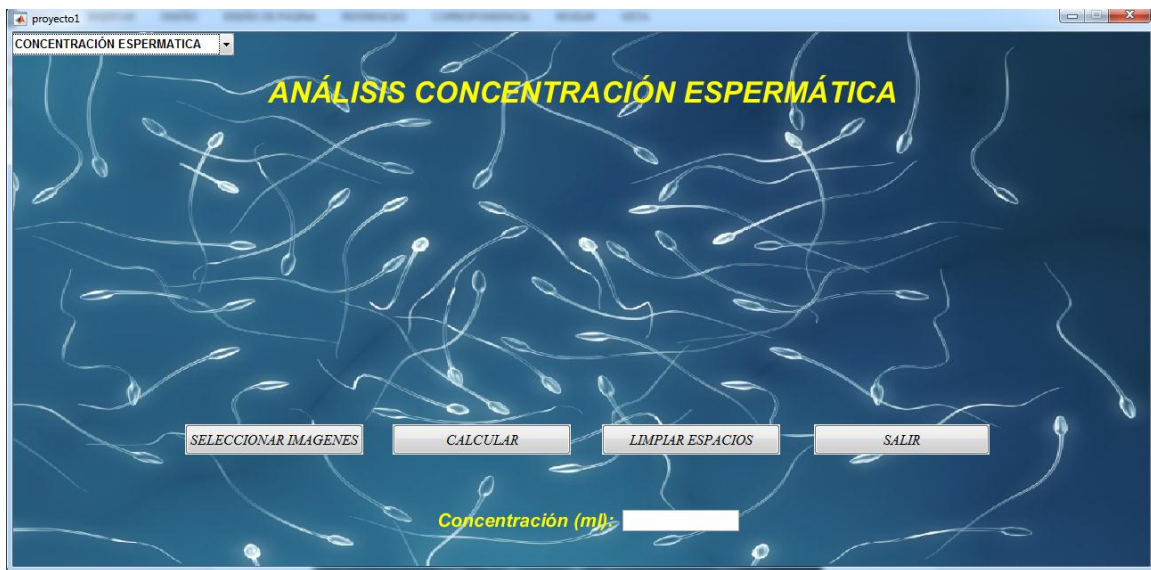 proyecto1
CONCENTRACIÓN ESPERMATICA
ANÁLISIS CONCENTRACIÓN ESPERMÁTICA
SELECCIONAR IMAGENES
CALCULAR
LIMPIAR ESPACIOS
SALIR
Concentración (ml):